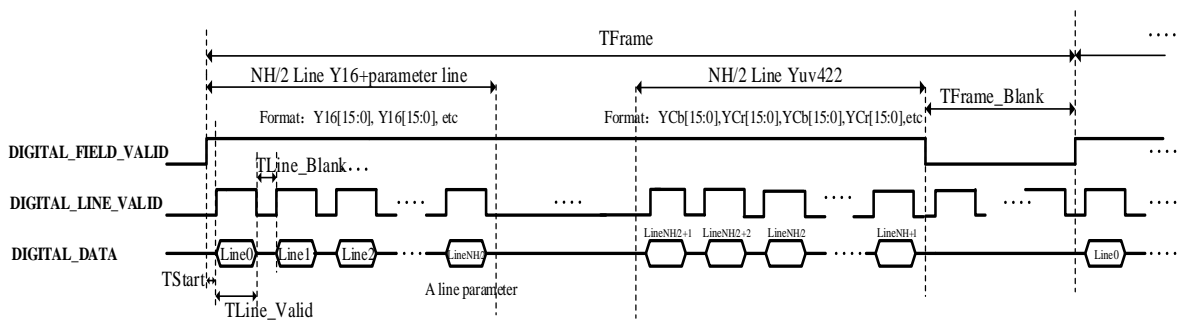 TFrame
....
NH/2 Line Y16+parameter line
NH/2 Line Yuv422
TFrame_Blank
Format: Y16[15:0], Y16[15:0], etc
Format: YCb[15:0],YCr[15:0],YCb[15:0],YCr[15:0],etc
DIGITAL_FIELD_VALID
TLine_Blank
...
....
DIGITAL_LINE_VALID
....
....
....
....
....
DIGITAL_DATA
Line0
Line1
Line2
....
LineNH/2
LineNH/2+1
LineNH/2+2
LineNH/2
....
LineNH+1
Line0
....
TStart
A line parameter
TLine_Valid